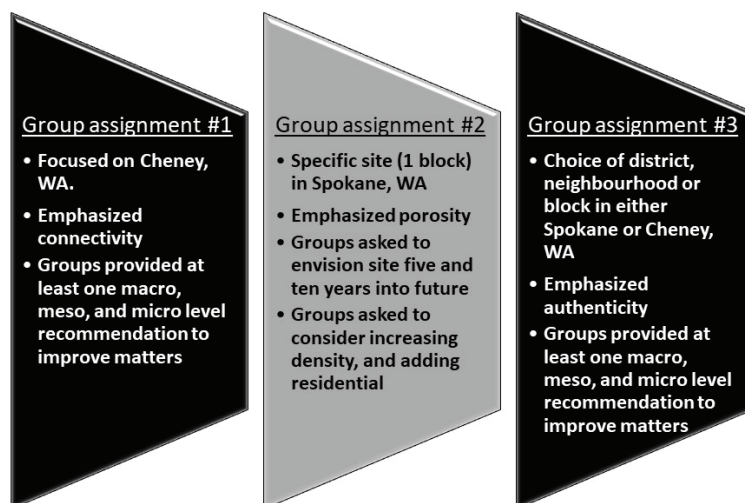 Group assignment #1
• Focused on Cheney,
WA.
• Emphasized
connectivity
• Groups provided at
least one macro,
meso, and micro level
recommendation to
improve matters
Group assignment #2
• Specific site (1 block)
in Spokane, WA
• Emphasized porosity
• Groups asked to
envision site five and
ten years into future
• Groups asked to
consider increasing
density, and adding
residential
Group assignment #3
• Choice of district,
neighbourhood or
block in either
Spokane or Cheney,
WA
• Emphasized
authenticity
• Groups provided at
least one macro,
meso, and micro level
recommendation to
improve matters